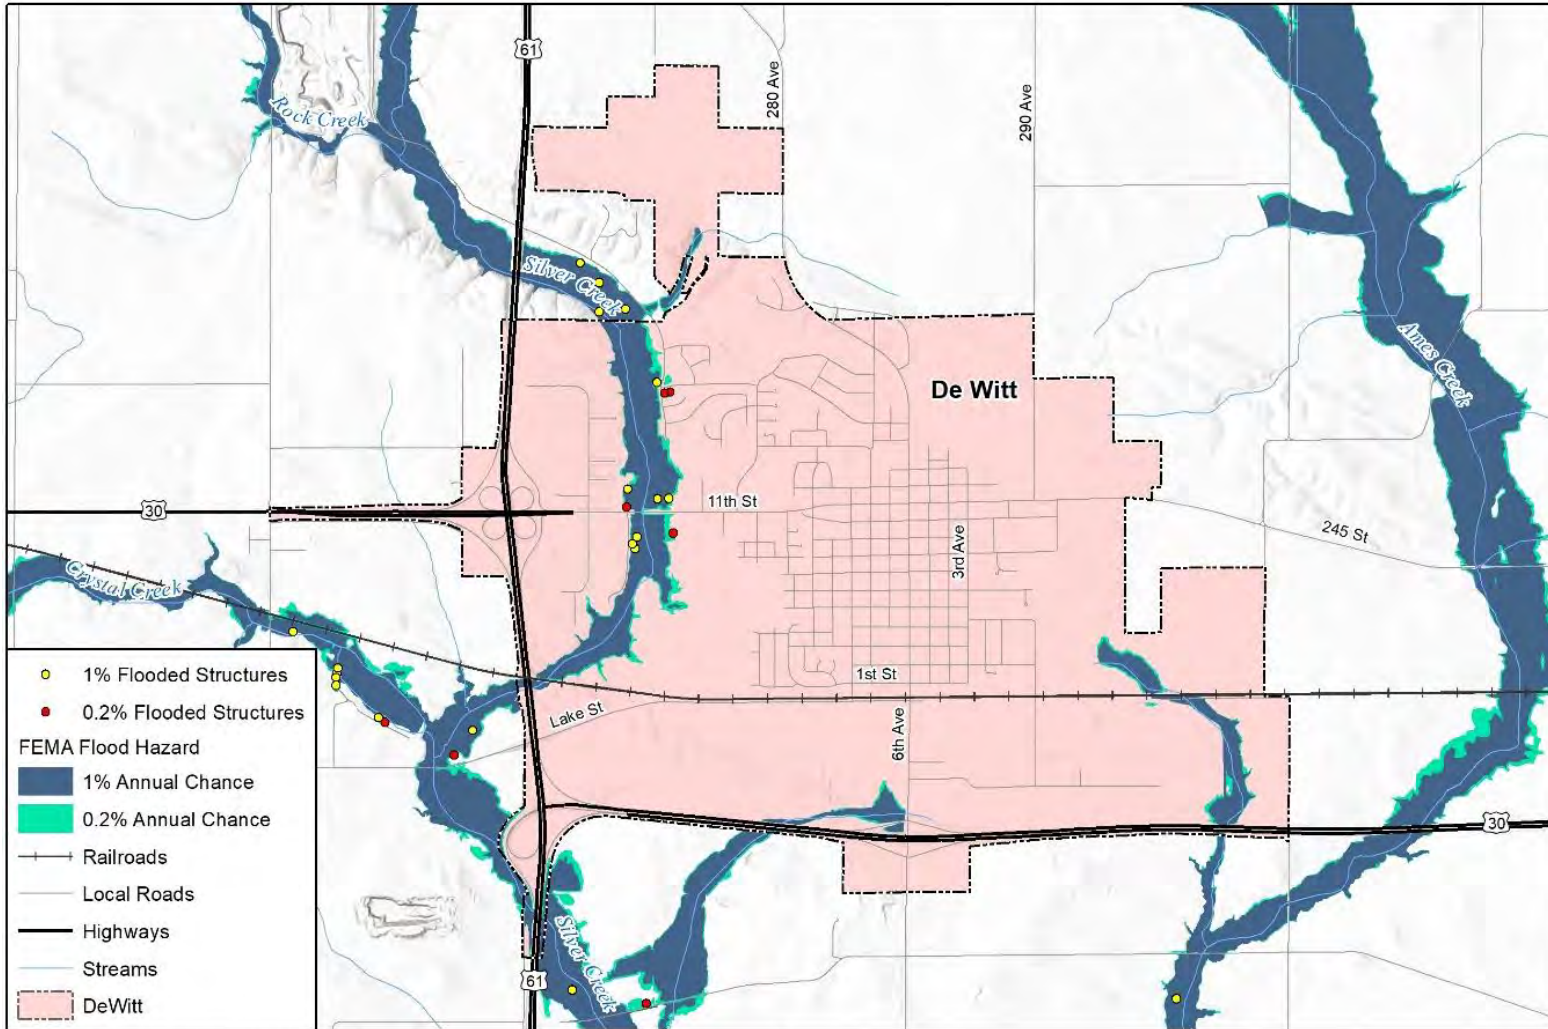 61
280 Ave
290 Ave
Rock Creek
Silver Creek
Ames Creek
De Witt
30
11th St
245 St
3rd Ave
Crystal Creek
1st St
Lake St
6th Ave
30
Silver Creek
61
1% Flooded Structures
0.2% Flooded Structures
FEMA Flood Hazard
1% Annual Chance
0.2% Annual Chance
Railroads
Local Roads
Highways
Streams
DeWitt